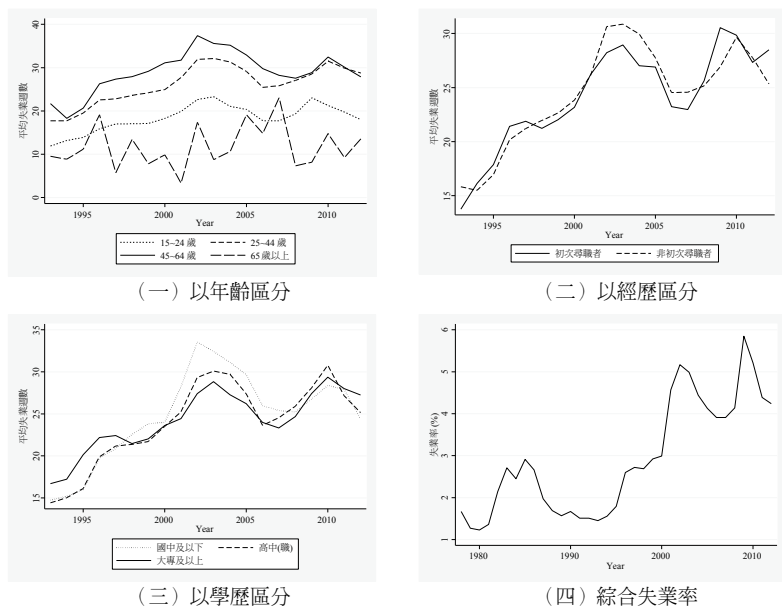 平均失業週數
40
30
20
10
0
1995
2000
2005
2010
Year
15~24 歲
25~44 歲
45~64 歲
65歲以上
（一）以年齡區分
平均失業週數
30
25
20
15
1995
2000
2005
2010
Year
初次尋職者
非初次尋職者
（二）以經歷區分
平均失業週數
35
30
25
20
15
1995
2000
2005
2010
Year
國中及以下
高中(職)
大專及以上
（三）以學歷區分
失業率(%)
6
5
4
3
2
1
1980
1990
2000
2010
Year
（四）綜合失業率